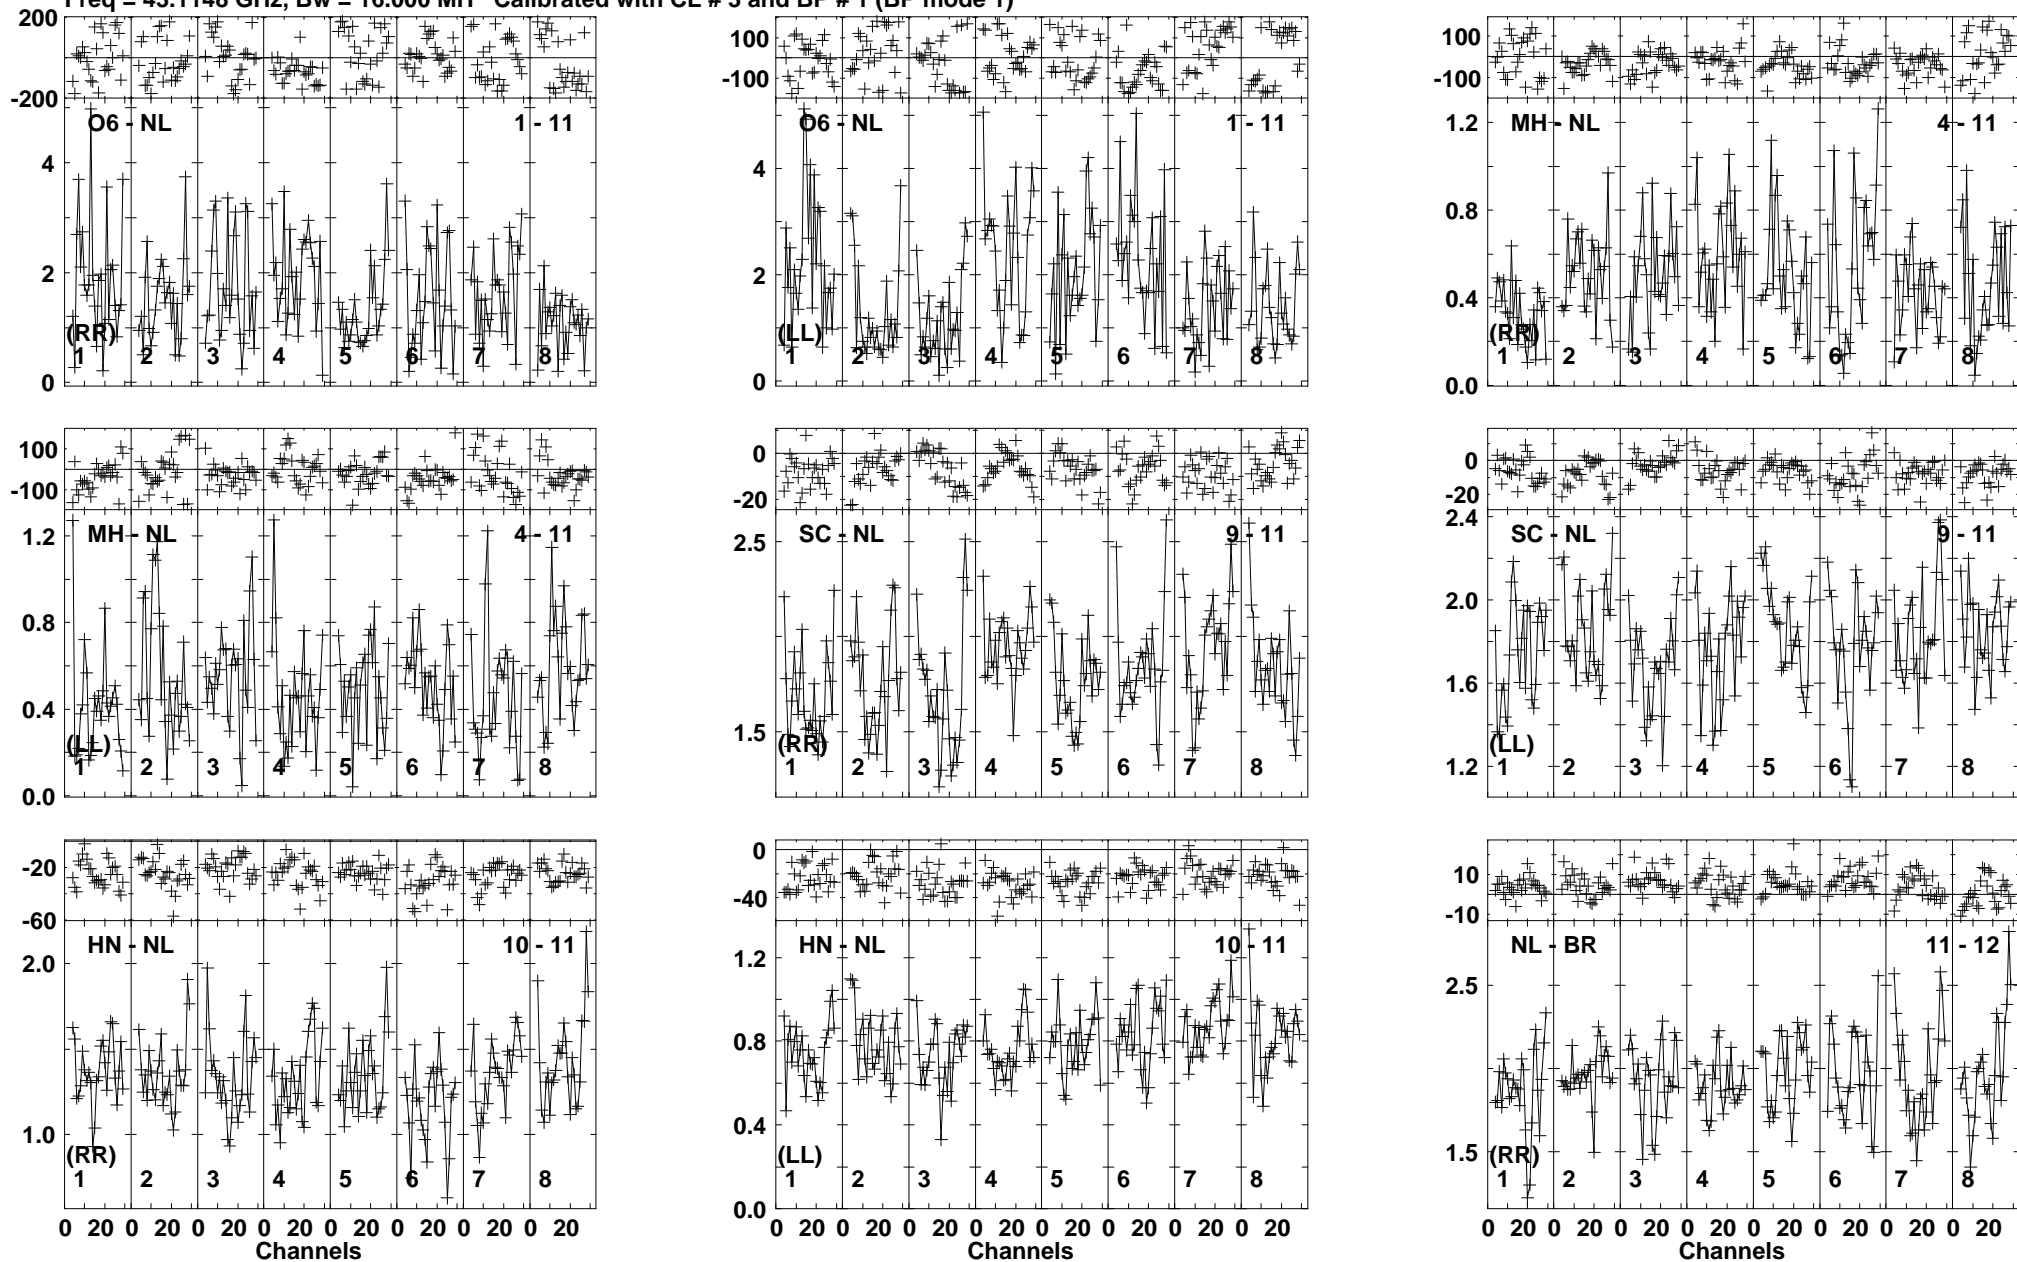 Freq = 43.1148 GHz, Bw = 16.000 MH Calibrated with CL # 3 and BP # 1 (BP mode 1)
200
-200
O6 - NL 1 - 11
4
2
0
(RR)
1 2 3 4 5 6 7 8
100
-100
O6 - NL 1 - 11
4
2
0
(LL)
1 2 3 4 5 6 7 8
100
-100
MH - NL 4 - 11
1.2
0.8
0.4
0.0
(RR)
1 2 3 4 5 6 7 8
100
-100
MH - NL 4 - 11
1.2
0.8
0.4
0.0
(LL)
1 2 3 4 5 6 7 8
0
-20
SC - NL 9 - 11
2.5
1.5
(RR)
1 2 3 4 5 6 7 8
0
-20
SC - NL 9 - 11
2.4
2.0
1.6
1.2
(LL)
1 2 3 4 5 6 7 8
-20
-60
HN - NL 10 - 11
2.0
1.0
(RR)
1 2 3 4 5 6 7 8
0 20 0 20 0 20 0 20 0 20 0 20 0 20 0 20
Channels
0
-40
HN - NL 10 - 11
1.2
0.8
0.4
0.0
(LL)
1 2 3 4 5 6 7 8
0 20 0 20 0 20 0 20 0 20 0 20 0 20 0 20
Channels
10
-10
NL - BR 11 - 12
2.5
1.5
(RR)
1 2 3 4 5 6 7 8
0 20 0 20 0 20 0 20 0 20 0 20 0 20 0 20
Channels